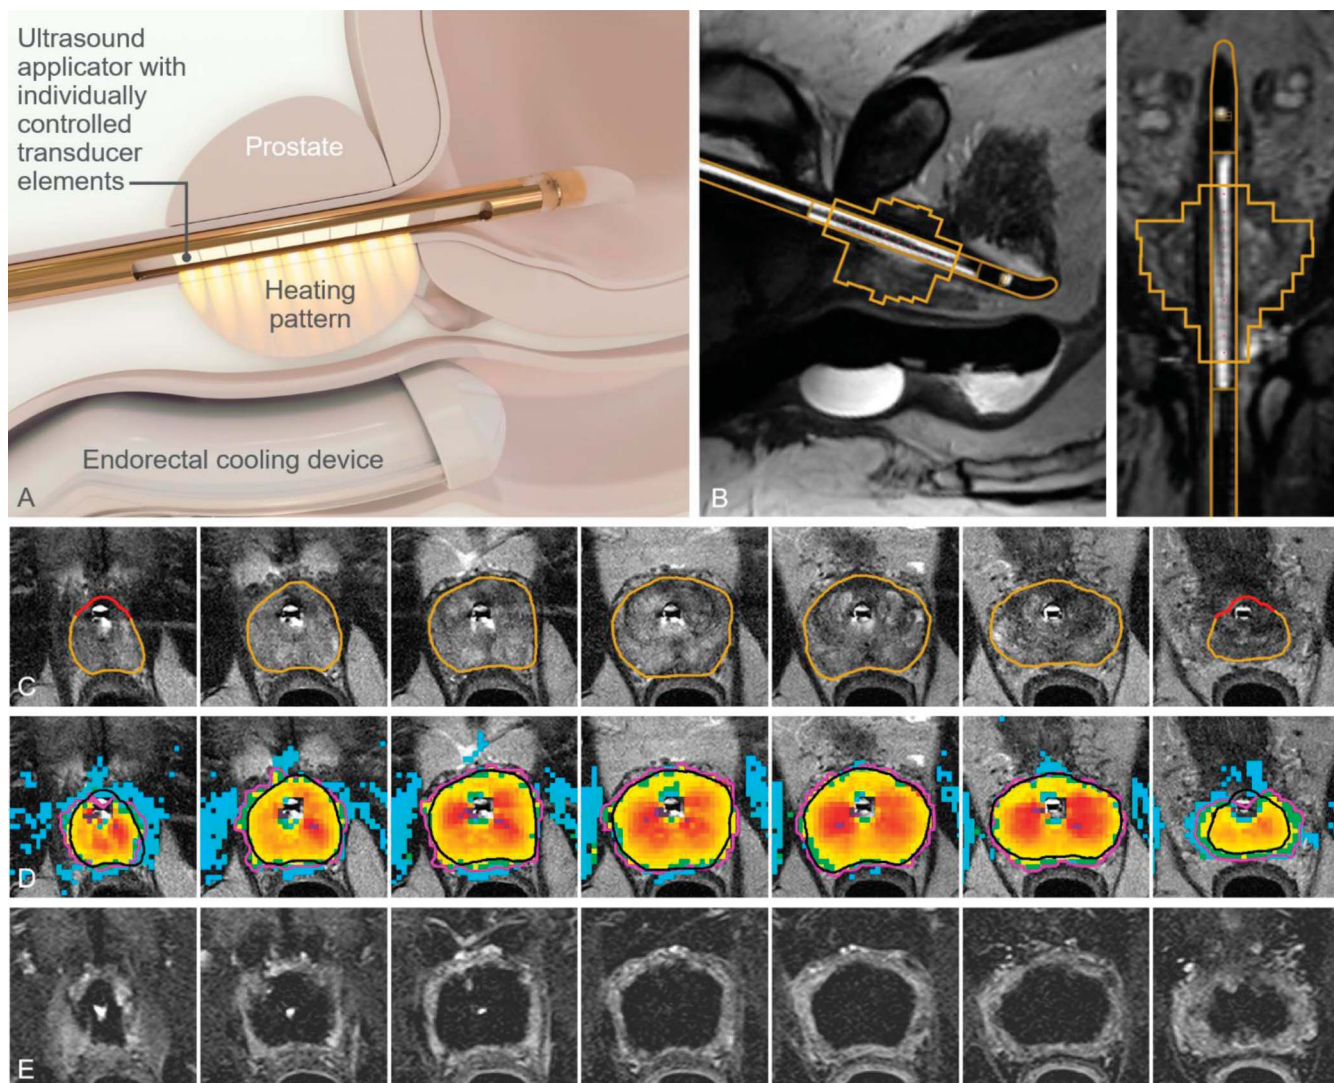 Ultrasound
applicator with
individually
controlled
transducer
elements
Prostate
Heating
pattern
Endorectal cooling device
A
B
C
D
E